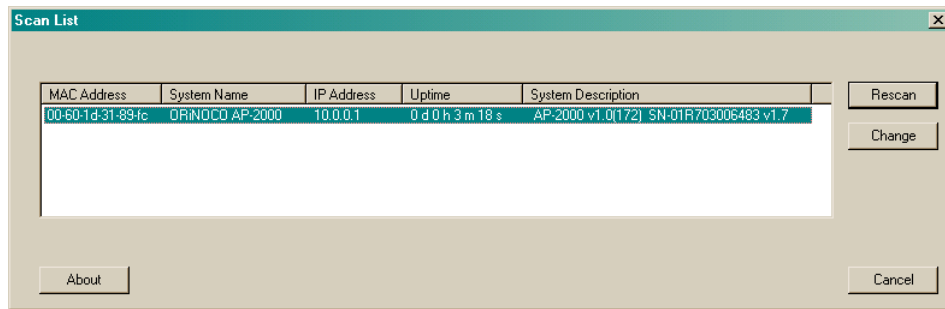 Scan List
MAC Address System Name IP Address Uptime System Description
00-60-1d-31-89-fc ORiNOCO AP-2000 10.0.0.1 0 d 0 h 3 m 18 s AP-2000 v1.0(172) SN-01R703006483 v1.7
Rescan
Change
About
Cancel